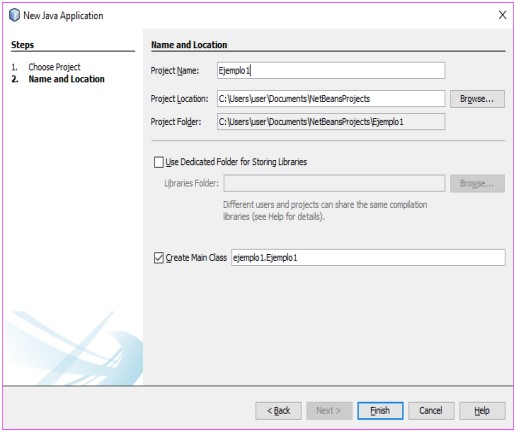 New Java Application
Steps
1. Choose Project
2. Name and Location
Name and Location
Project Name: Ejemplo1
Project Location: C:\Users\user\Documents\NetBeansProjects Browse...
Project Folder: C:\Users\user\Documents\NetBeansProjects\Ejemplo1
Use Dedicated Folder for Storing Libraries
Libraries Folder: Browse...
Different users and projects can share the same compilation
libraries (see Help for details).
Create Main Class ejemplo1.Ejemplo1
< Back Next > Finish Cancel Help